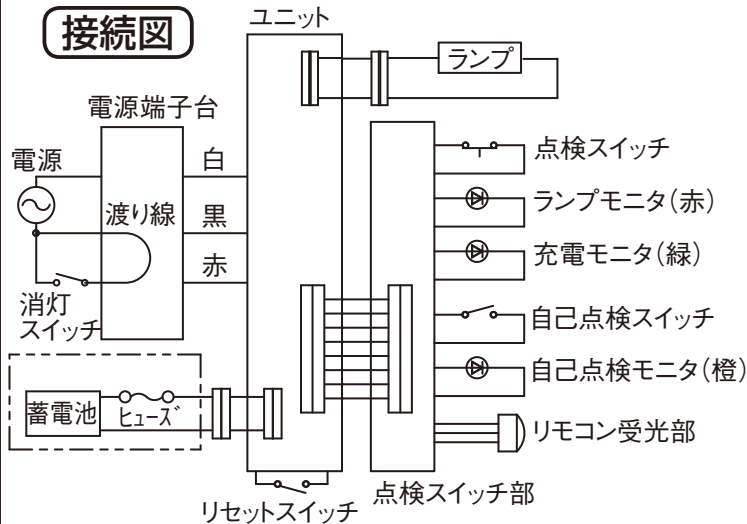 接続図
ユニット
ランプ
電源端子台
電源
白
渡り線
黒
赤
消灯
スイッチ
点検スイッチ
ランプモニタ(赤)
充電モニタ(緑)
自己点検スイッチ
自己点検モニタ(橙)
リモコン受光部
蓄電池
ヒューズ
リセットスイッチ
点検スイッチ部